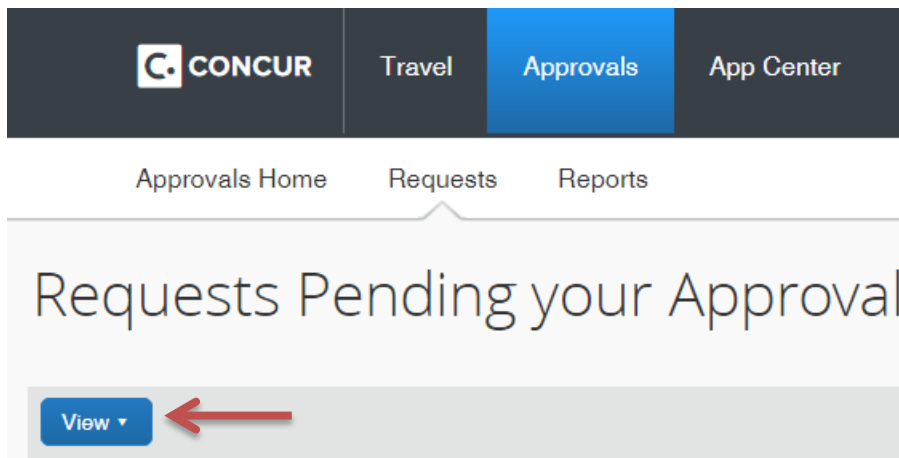 C. CONCUR Travel Approvals App Center
Approvals Home Requests Reports
Requests Pending your Approval
View